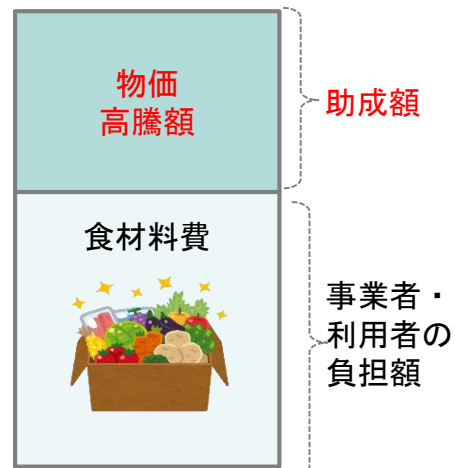 物価
高騰額
助成額
食材料費
事業者・
利用者の
負担額